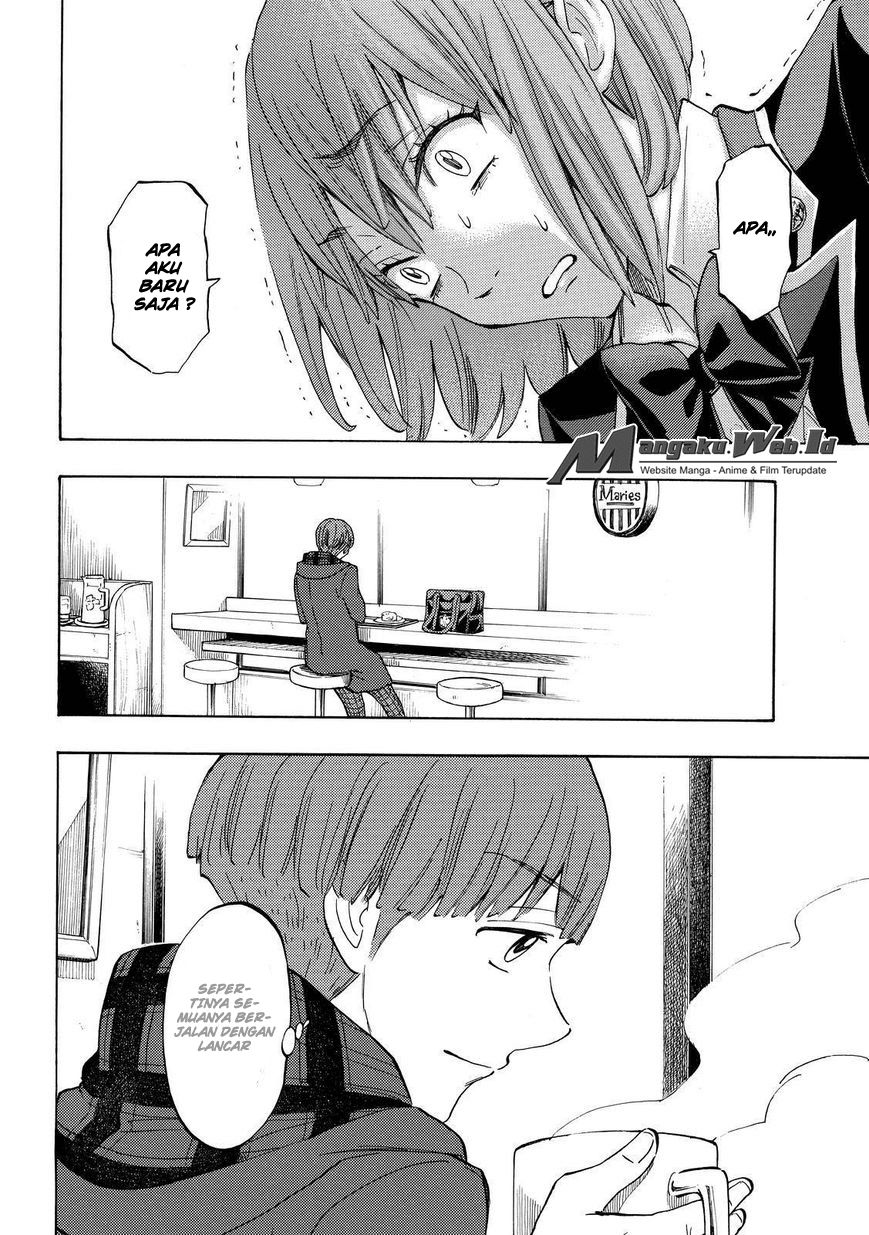 APA,,
APA
AKU
BARU
SAJA ?
Mangaku.Web.Id
Website Manga - Anime & Film Terupdate
Maries
SEPER-
TINYA SE-
MUANYA BER-
JALAN DENGAN
LANCAR